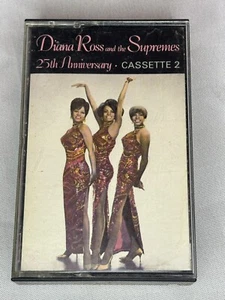 Diana Ross and the Supremes
25th Anniversary · CASSETTE 2